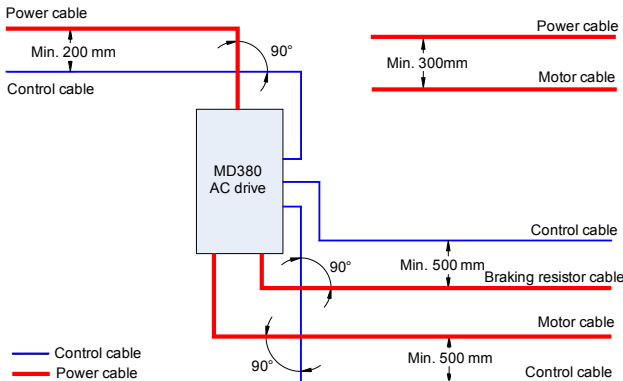 Power cable
Min. 200 mm
90°
Control cable
Power cable
Min. 300mm
Motor cable
MD380
AC drive
Control cable
90°
Min. 500 mm
Braking resistor cable
Motor cable
Control cable
90°
Min. 500 mm
Power cable
Control cable